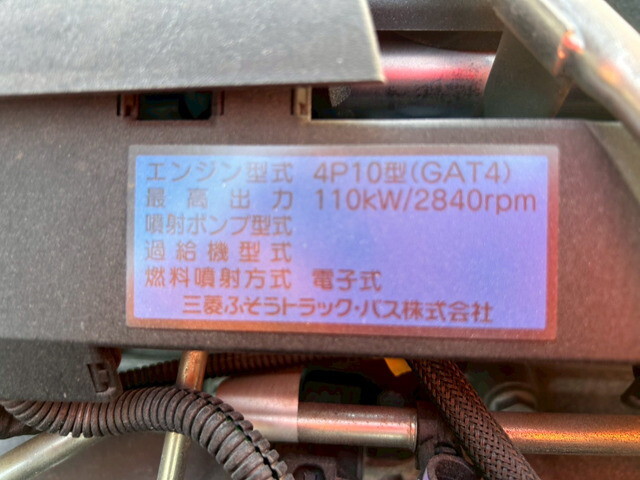 エンジン型式 4P10型(GAT4)
最高出力 110kW/2840rpm
噴射ポンプ型式
過給機型式
燃料噴射方式 電子式
三菱ふそうトラック・バス株式会社